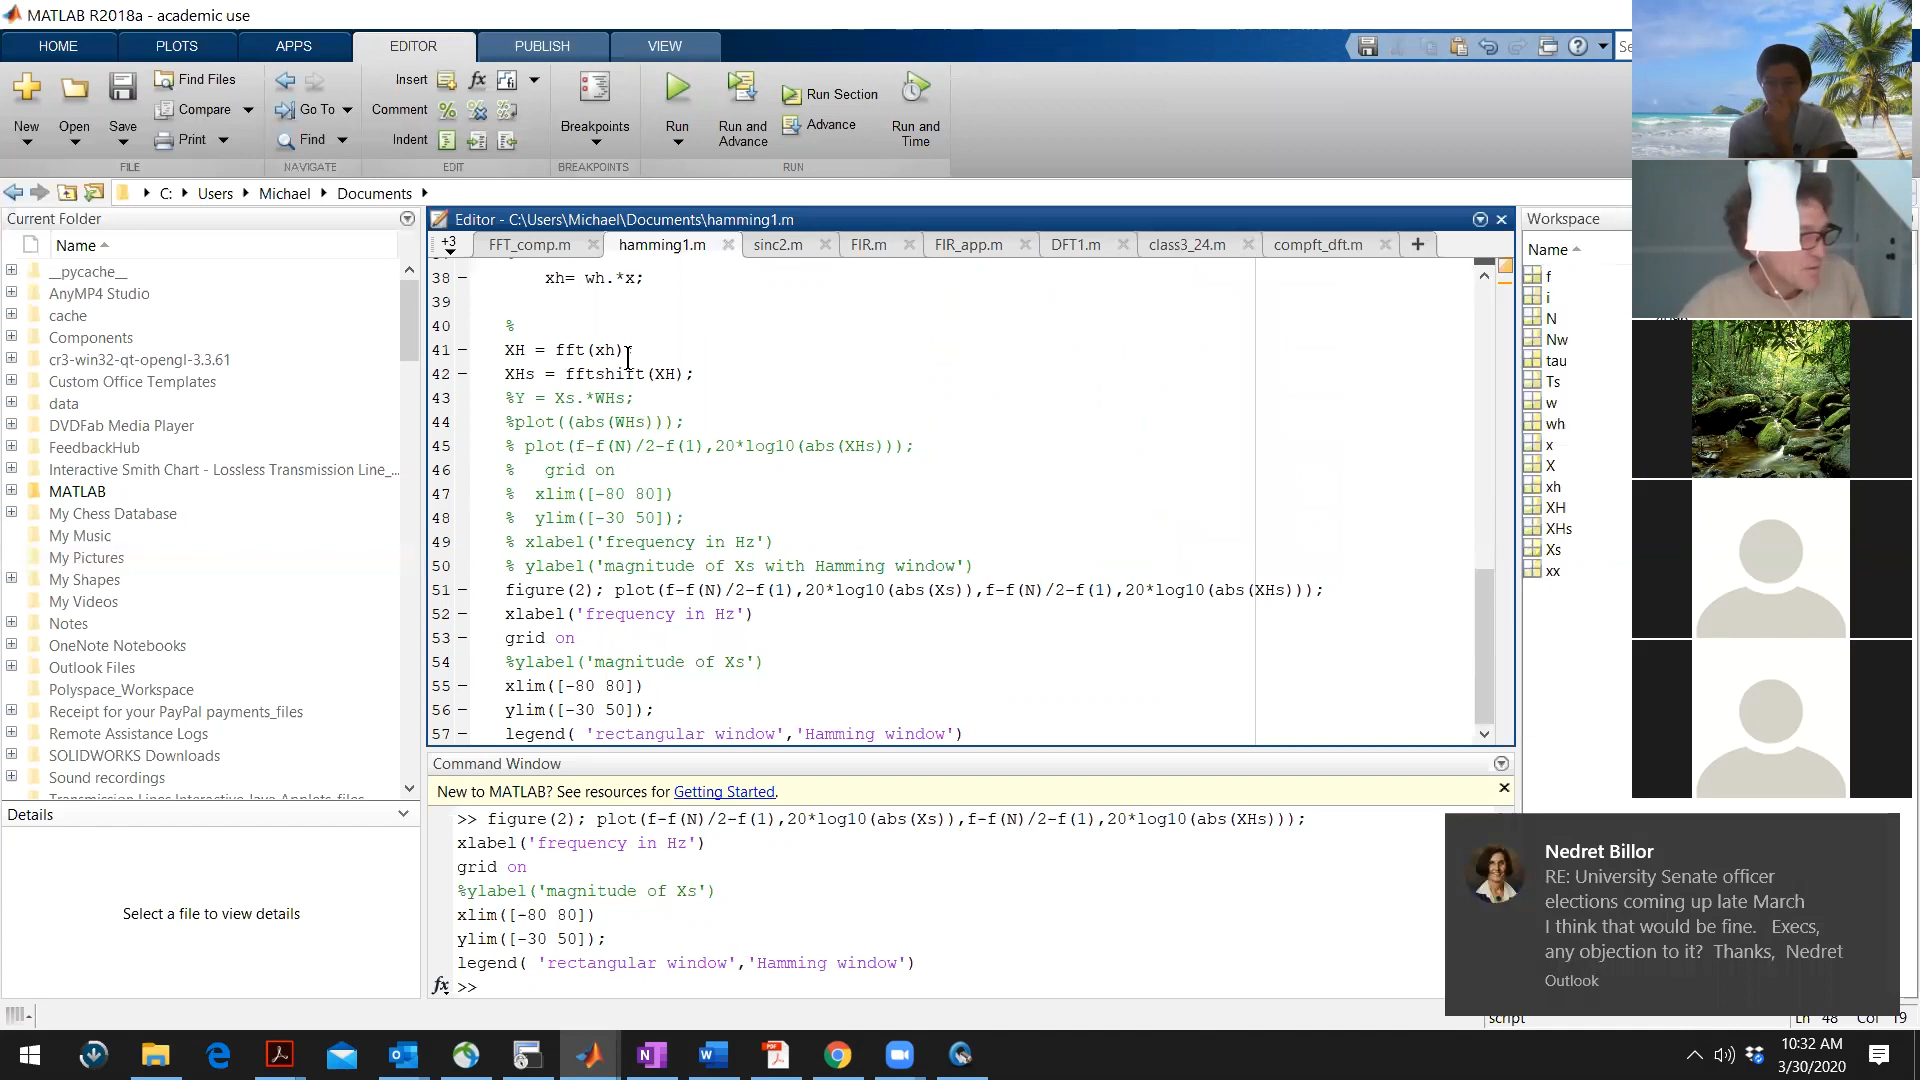 MATLAB R2018a - academic use
HOME
PLOTS
APPS
EDITOR
PUBLISH
VIEW
Se
New
Open
Save
Find Files
Compare
Print
Go To
Find
Insert
Comment
Indent
Breakpoints
Run
Run and
Advance
Run Section
Advance
Run and
Time
FILE
NAVIGATE
EDIT
BREAKPOINTS
RUN
C: Users Michael Documents
Current Folder
Name
__pycache__
AnyMP4 Studio
cache
Components
cr3-win32-qt-opengl-3.3.61
Custom Office Templates
data
DVDFab Media Player
FeedbackHub
Interactive Smith Chart - Lossless Transmission Line_...
MATLAB
My Chess Database
My Music
My Pictures
My Shapes
My Videos
Notes
OneNote Notebooks
Outlook Files
Polyspace_Workspace
Receipt for your PayPal payments_files
Remote Assistance Logs
SOLIDWORKS Downloads
Sound recordings
Transmission Lines Interactive Java Applets_files
Details
Select a file to view details
Editor - C:\Users\Michael\Documents\hamming1.m
+3
FFT_comp.m
hamming1.m
sinc2.m
FIR.m
FIR_app.m
DFT1.m
class3_24.m
compft_dft.m
38 – xh= wh.*x;
39
40 %
41 – XH = fft(xh);
42 – XHs = fftshift(XH);
43 %Y = Xs.*WHs;
44 %plot((abs(WHs)));
45 % plot(f-f(N)/2-f(1),20*log10(abs(XHs)));
46 % grid on
47 % xlim([-80 80])
48 % ylim([-30 50]);
49 % xlabel('frequency in Hz')
50 % ylabel('magnitude of Xs with Hamming window')
51 – figure(2); plot(f-f(N)/2-f(1),20*log10(abs(Xs)),f-f(N)/2-f(1),20*log10(abs(XHs)));
52 – xlabel('frequency in Hz')
53 – grid on
54 %ylabel('magnitude of Xs')
55 – xlim([-80 80])
56 – ylim([-30 50]);
57 – legend( 'rectangular window','Hamming window')
Command Window
New to MATLAB? See resources for Getting Started.
>> figure(2); plot(f-f(N)/2-f(1),20*log10(abs(Xs)),f-f(N)/2-f(1),20*log10(abs(XHs)));
xlabel('frequency in Hz')
grid on
%ylabel('magnitude of Xs')
xlim([-80 80])
ylim([-30 50]);
legend( 'rectangular window','Hamming window')
fx >>
Workspace
Name
f
i
N
Nw
tau
Ts
w
wh
x
X
xh
XH
XHs
Xs
xx
Nedret Billor
RE: University Senate officer
elections coming up late March
I think that would be fine. Execs,
any objection to it? Thanks, Nedret
Outlook
script
Ln 48 Col 19
10:32 AM
3/30/2020